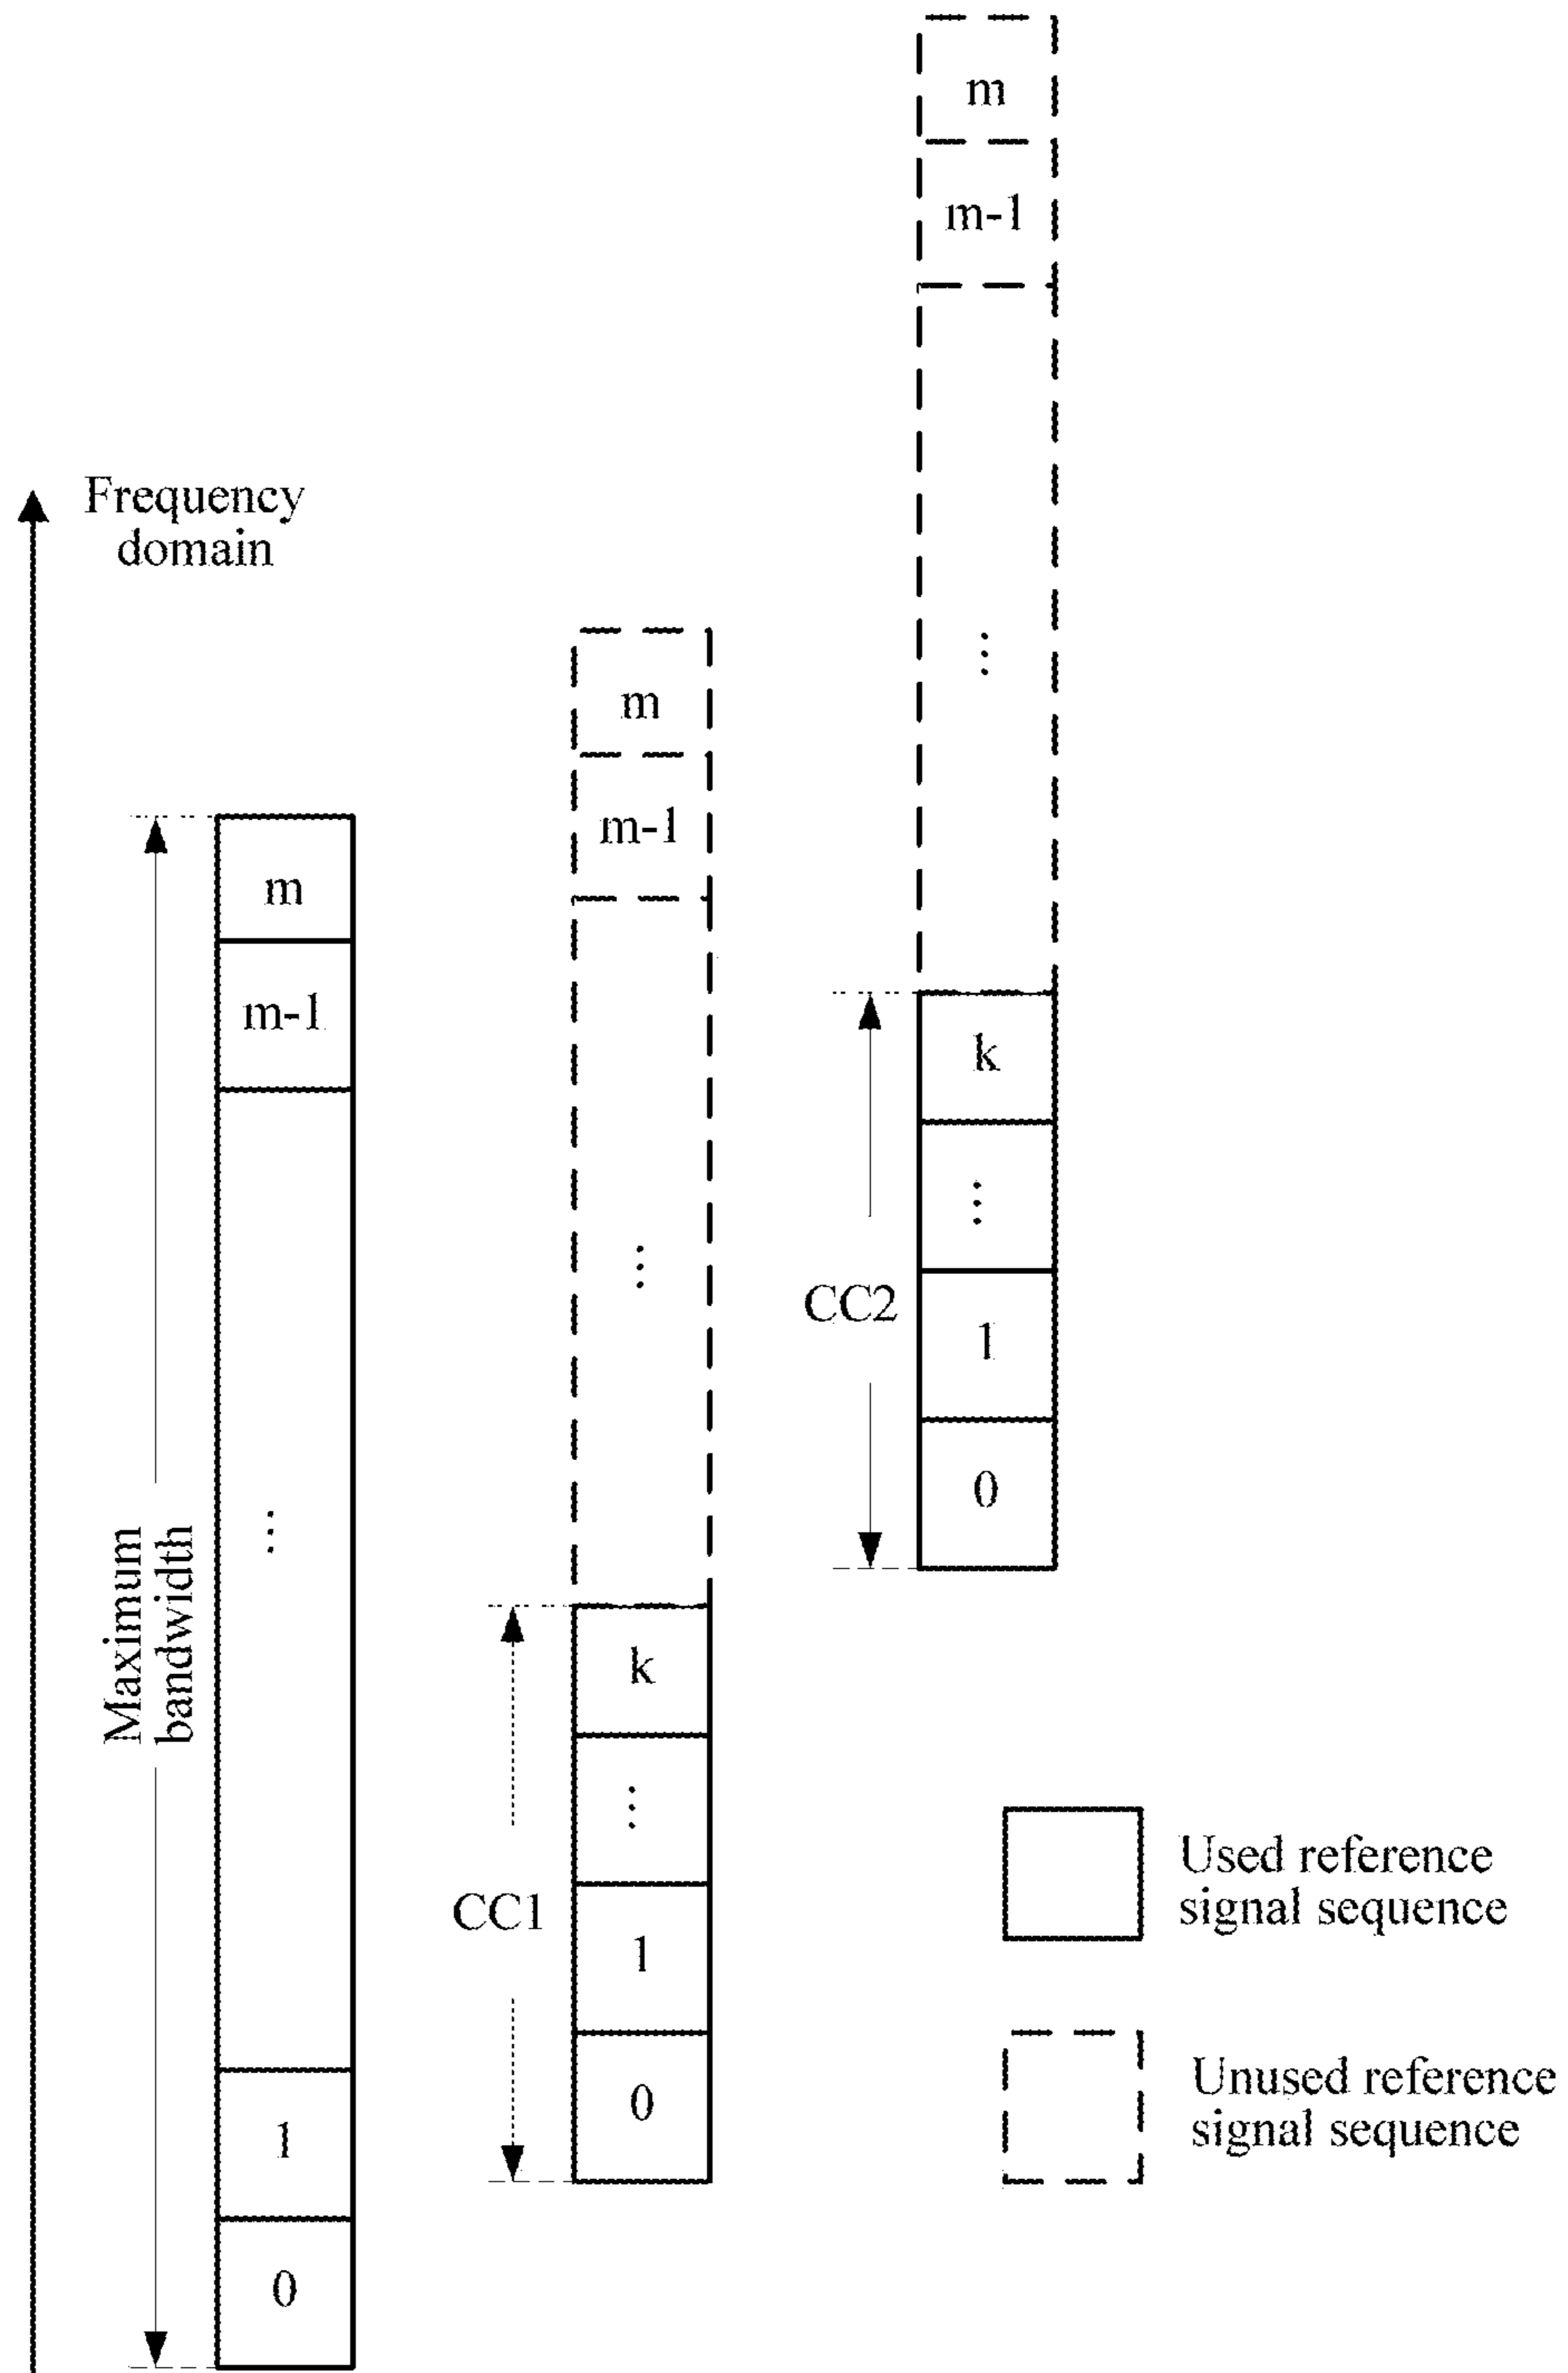 Frequency
domain
Maximum
bandwidth
m
m-1
⋮
1
0
CC1
m
m-1
⋮
k
⋮
1
0
CC2
m
m-1
⋮
k
⋮
1
0
Used reference
signal sequence
Unused reference
signal sequence